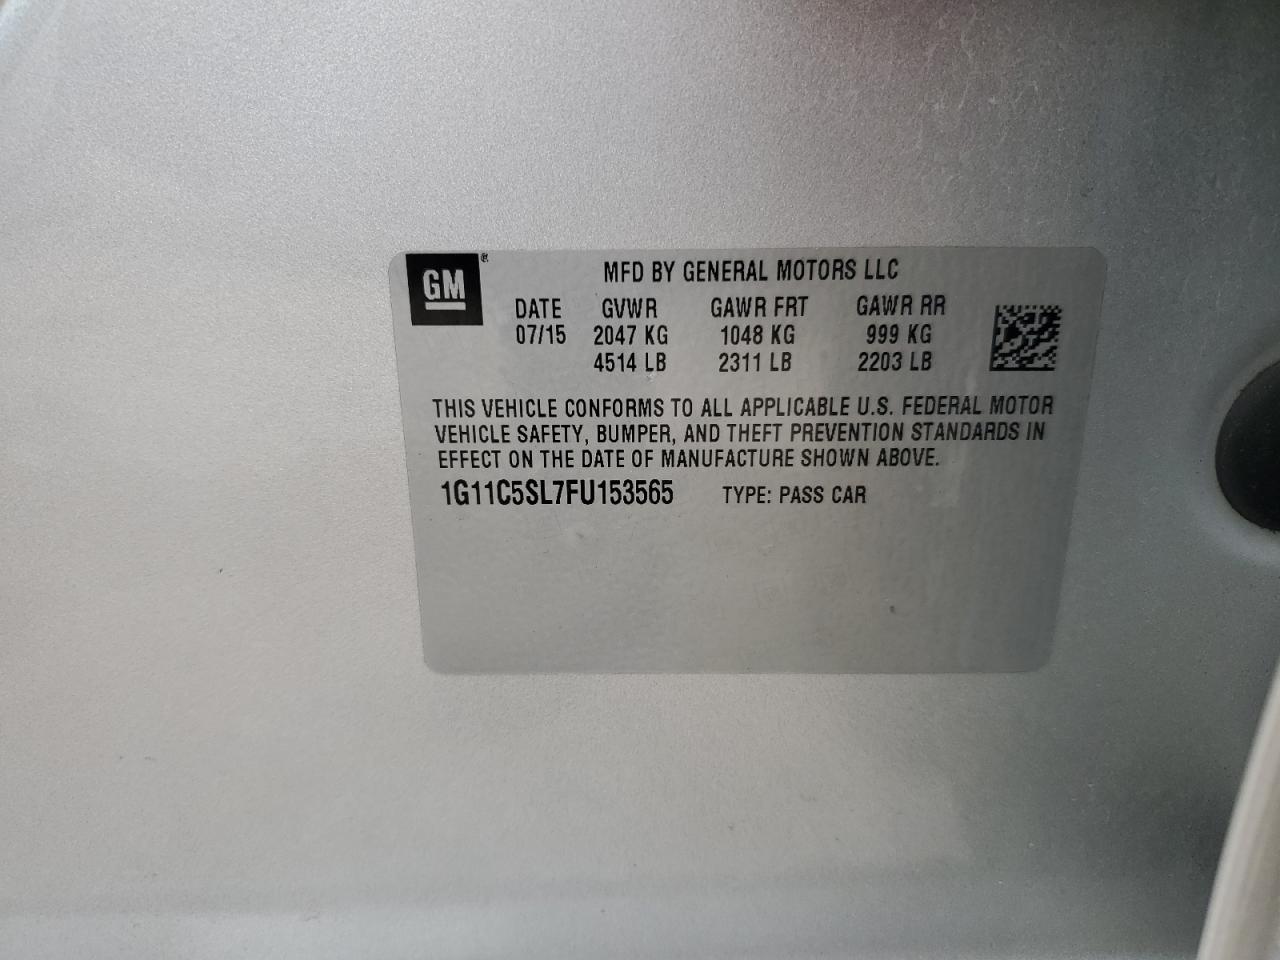 GM®
MFD BY GENERAL MOTORS LLC
DATE GVWR GAWR FRT GAWR RR
07/15 2047 KG 1048 KG 999 KG
4514 LB 2311 LB 2203 LB
THIS VEHICLE CONFORMS TO ALL APPLICABLE U.S. FEDERAL MOTOR
VEHICLE SAFETY, BUMPER, AND THEFT PREVENTION STANDARDS IN
EFFECT ON THE DATE OF MANUFACTURE SHOWN ABOVE.
1G11C5SL7FU153565 TYPE: PASS CAR